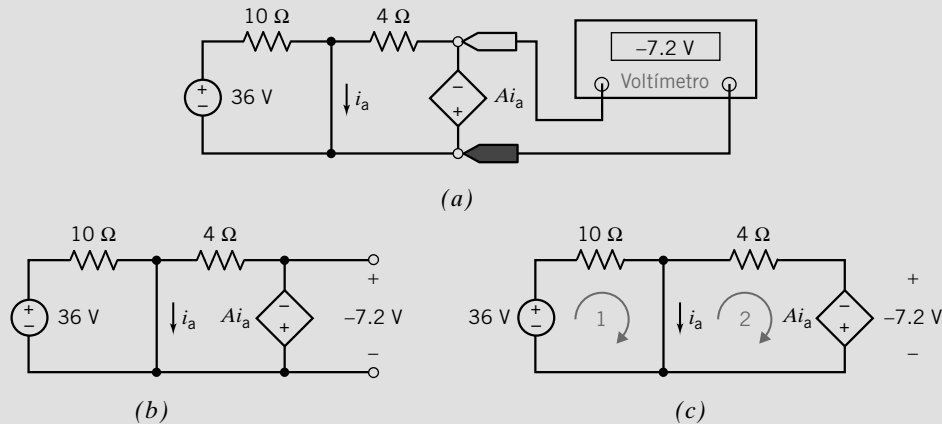 10 Ω
4 Ω
–7.2 V
Voltímetro
+
–
36 V
i_a
–
+
Ai_a
(a)
10 Ω
4 Ω
+
–
36 V
i_a
Ai_a
–
+
+
–7.2 V
–
(b)
10 Ω
4 Ω
36 V
+
–
1
i_a
2
Ai_a
–
+
+
–7.2 V
–
(c)